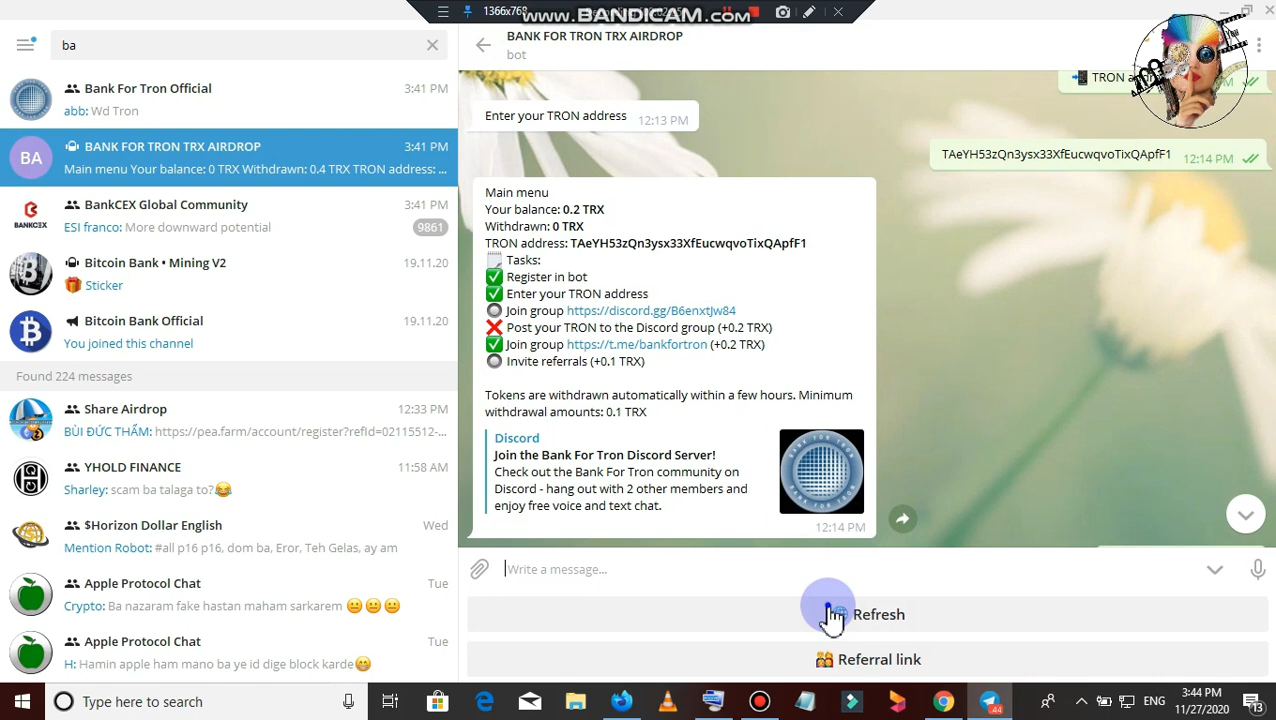 1366x768
www.BANDICAM.com
ba
Bank For Tron Official
3:41 PM
abb: Wd Tron
BA
BANK FOR TRON TRX AIRDROP
3:41 PM
Main menu Your balance: 0 TRX Withdrawn: 0.4 TRX TRON address: ...
BANKCEX
BankCEX Global Community
3:41 PM
ESI franco: More downward potential
9861
Bitcoin Bank • Mining V2
19.11.20
Sticker
Bitcoin Bank Official
19.11.20
You joined this channel
Found 224 messages
Share Airdrop
12:33 PM
BÙI ĐỨC THẮM: https://pea.farm/account/register?refId=02115512-...
YHOLD FINANCE
11:58 AM
Sharley: Scam ba talaga to?
$Horizon Dollar English
Wed
Mention Robot: #all p16 p16, dom ba, Eror, Teh Gelas, ay am
Apple Protocol Chat
Tue
Crypto: Ba nazaram fake hastan maham sarkarem
Apple Protocol Chat
Tue
H: Hamin apple ham mano ba ye id dige block karde
BANK FOR TRON TRX AIRDROP
bot
TRON
Enter your TRON address
12:13 PM
TAeYH53zQn3ysx33XfEucwqvoTixQApfF1
12:14 PM
Main menu
Your balance: 0.2 TRX
Withdrawn: 0 TRX
TRON address: TAeYH53zQn3ysx33XfEucwqvoTixQApfF1
Tasks:
Register in bot
Enter your TRON address
Join group https://discord.gg/B6enxtJw84
Post your TRON to the Discord group (+0.2 TRX)
Join group https://t.me/bankfortron (+0.2 TRX)
Invite referrals (+0.1 TRX)
Tokens are withdrawn automatically within a few hours. Minimum
withdrawal amounts: 0.1 TRX
Discord
Join the Bank For Tron Discord Server!
Check out the Bank For Tron community on
Discord - hang out with 2 other members and
enjoy free voice and text chat.
BANK FOR TRON
12:14 PM
Write a message...
Refresh
Referral link
Type here to search
44
ENG
3:44 PM
11/27/2020
13